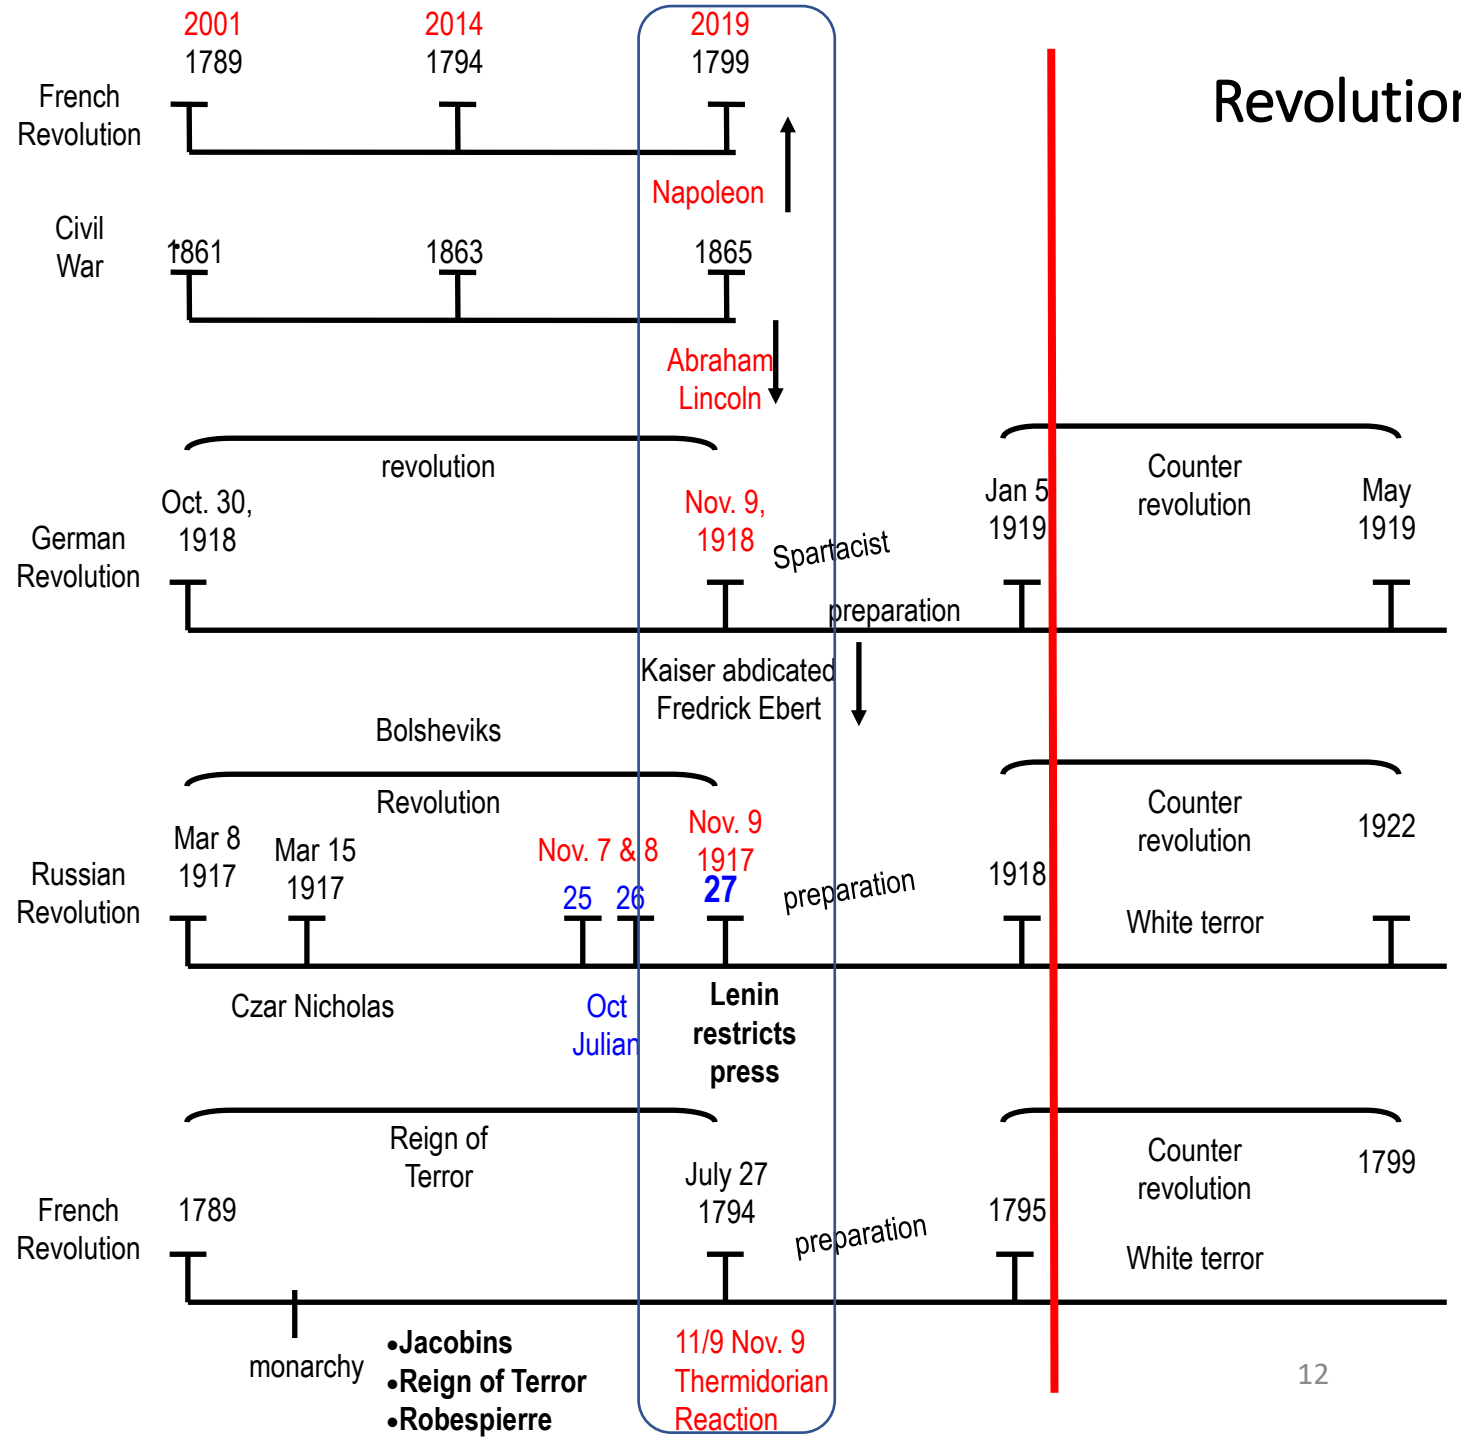 2001
2014
2019
1789
1794
1799
French
Revolution
Revolution
Napoleon
Civil
War
1861
1863
1865
Abraham
Lincoln
revolution
Counter
revolution
Oct. 30,
1918
Nov. 9,
1918
Jan 5
1919
May
1919
German
Revolution
Spartacist
preparation
Kaiser abdicated
Fredrick Ebert
Bolsheviks
Revolution
Counter
revolution
Mar 8
1917
Mar 15
1917
Nov. 7 & 8
25
26
Nov. 9
1917
27
preparation
1918
1922
Russian
Revolution
White terror
Czar Nicholas
Oct
Julian
Lenin
restricts
press
Reign of
Terror
Counter
revolution
1789
July 27
1794
preparation
1795
1799
French
Revolution
White terror
monarchy
•Jacobins
•Reign of Terror
•Robespierre
11/9 Nov. 9
Thermidorian
Reaction
12